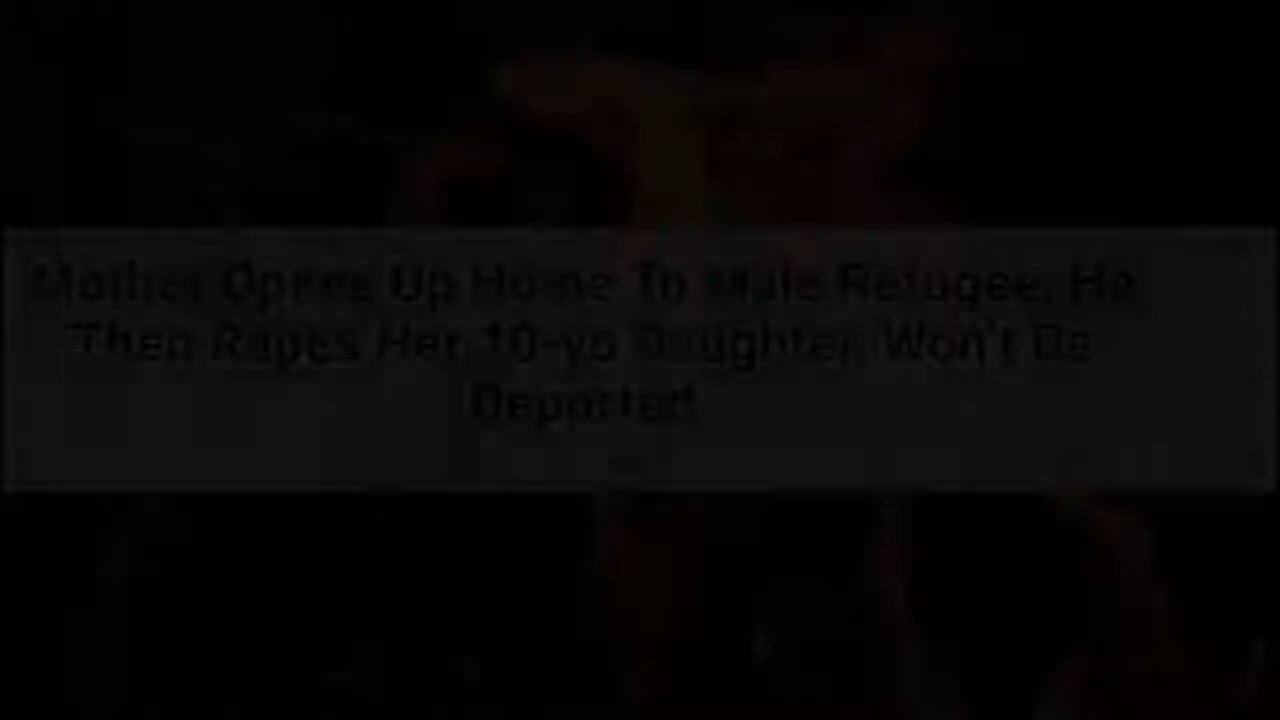 Mother Opens Up Home To Male Refugee, He
Then Rapes Her 10-yo Daughter, Won't Be
Deported